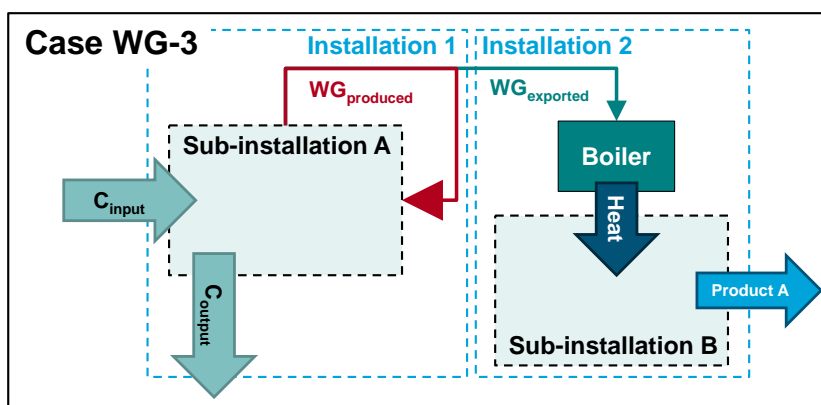 Case WG-3
Installation 1
Installation 2
WGproduced
WGexported
Sub-installation A
Boiler
Cinput
Heat
Coutput
Product A
Sub-installation B